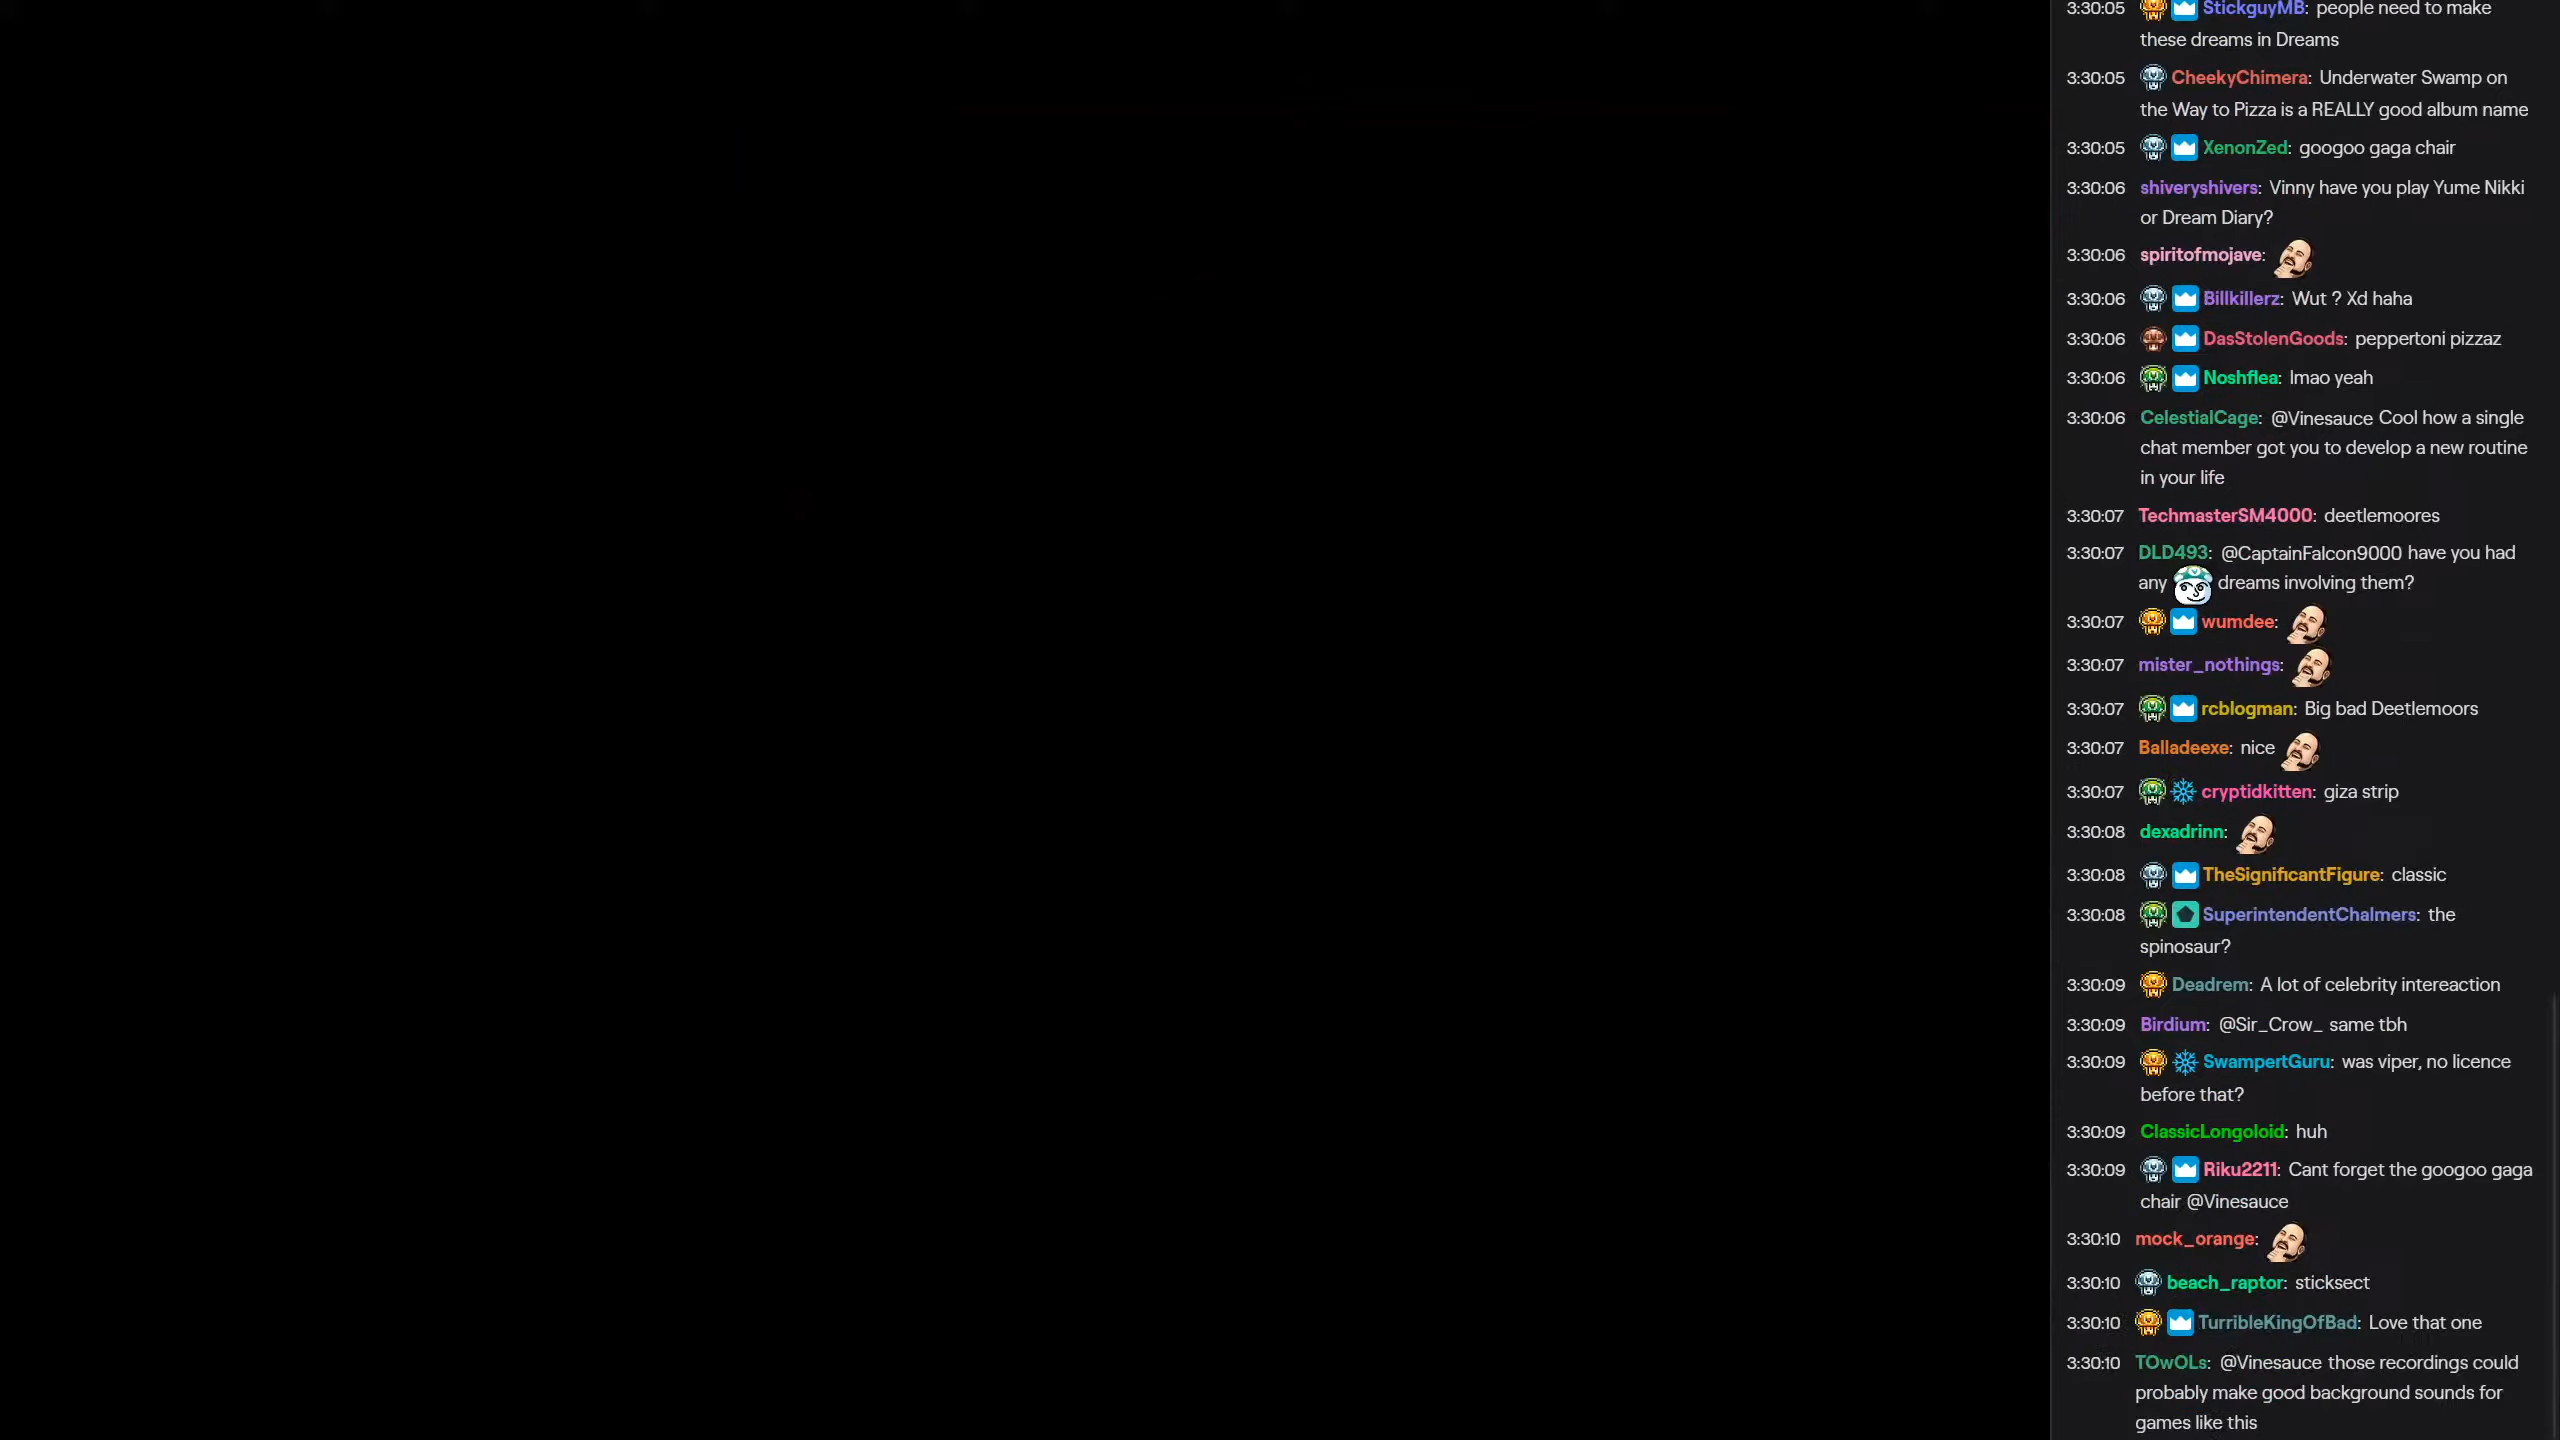 3:30:05 StickguyMB: people need to make
these dreams in Dreams
3:30:05 CheekyChimera: Underwater Swamp on
the Way to Pizza is a REALLY good album name
3:30:05 XenonZed: googoo gaga chair
3:30:06 shiveryshivers: Vinny have you play Yume Nikki
or Dream Diary?
3:30:06 spiritofmojave:
3:30:06 Billkillerz: Wut ? Xd haha
3:30:06 DasStolenGoods: peppertoni pizzaz
3:30:06 Noshflea: lmao yeah
3:30:06 CelestialCage: @Vinesauce Cool how a single
chat member got you to develop a new routine
in your life
3:30:07 TechmasterSM4000: deetlemoores
3:30:07 DLD493: @CaptainFalcon9000 have you had
any dreams involving them?
3:30:07 wumdee:
3:30:07 mister_nothings:
3:30:07 rcblogman: Big bad Deetlemoors
3:30:07 Balladeexe: nice
3:30:07 cryptidkitten: giza strip
3:30:08 dexadrinn:
3:30:08 TheSignificantFigure: classic
3:30:08 SuperintendentChalmers: the
spinosaur?
3:30:09 Deadrem: A lot of celebrity intereaction
3:30:09 Birdium: @Sir_Crow_ same tbh
3:30:09 SwampertGuru: was viper, no licence
before that?
3:30:09 ClassicLongoloid: huh
3:30:09 Riku2211: Cant forget the googoo gaga
chair @Vinesauce
3:30:10 mock_orange:
3:30:10 beach_raptor: sticksect
3:30:10 TurribleKingOfBad: Love that one
3:30:10 TOwOLs: @Vinesauce those recordings could
probably make good background sounds for
games like this